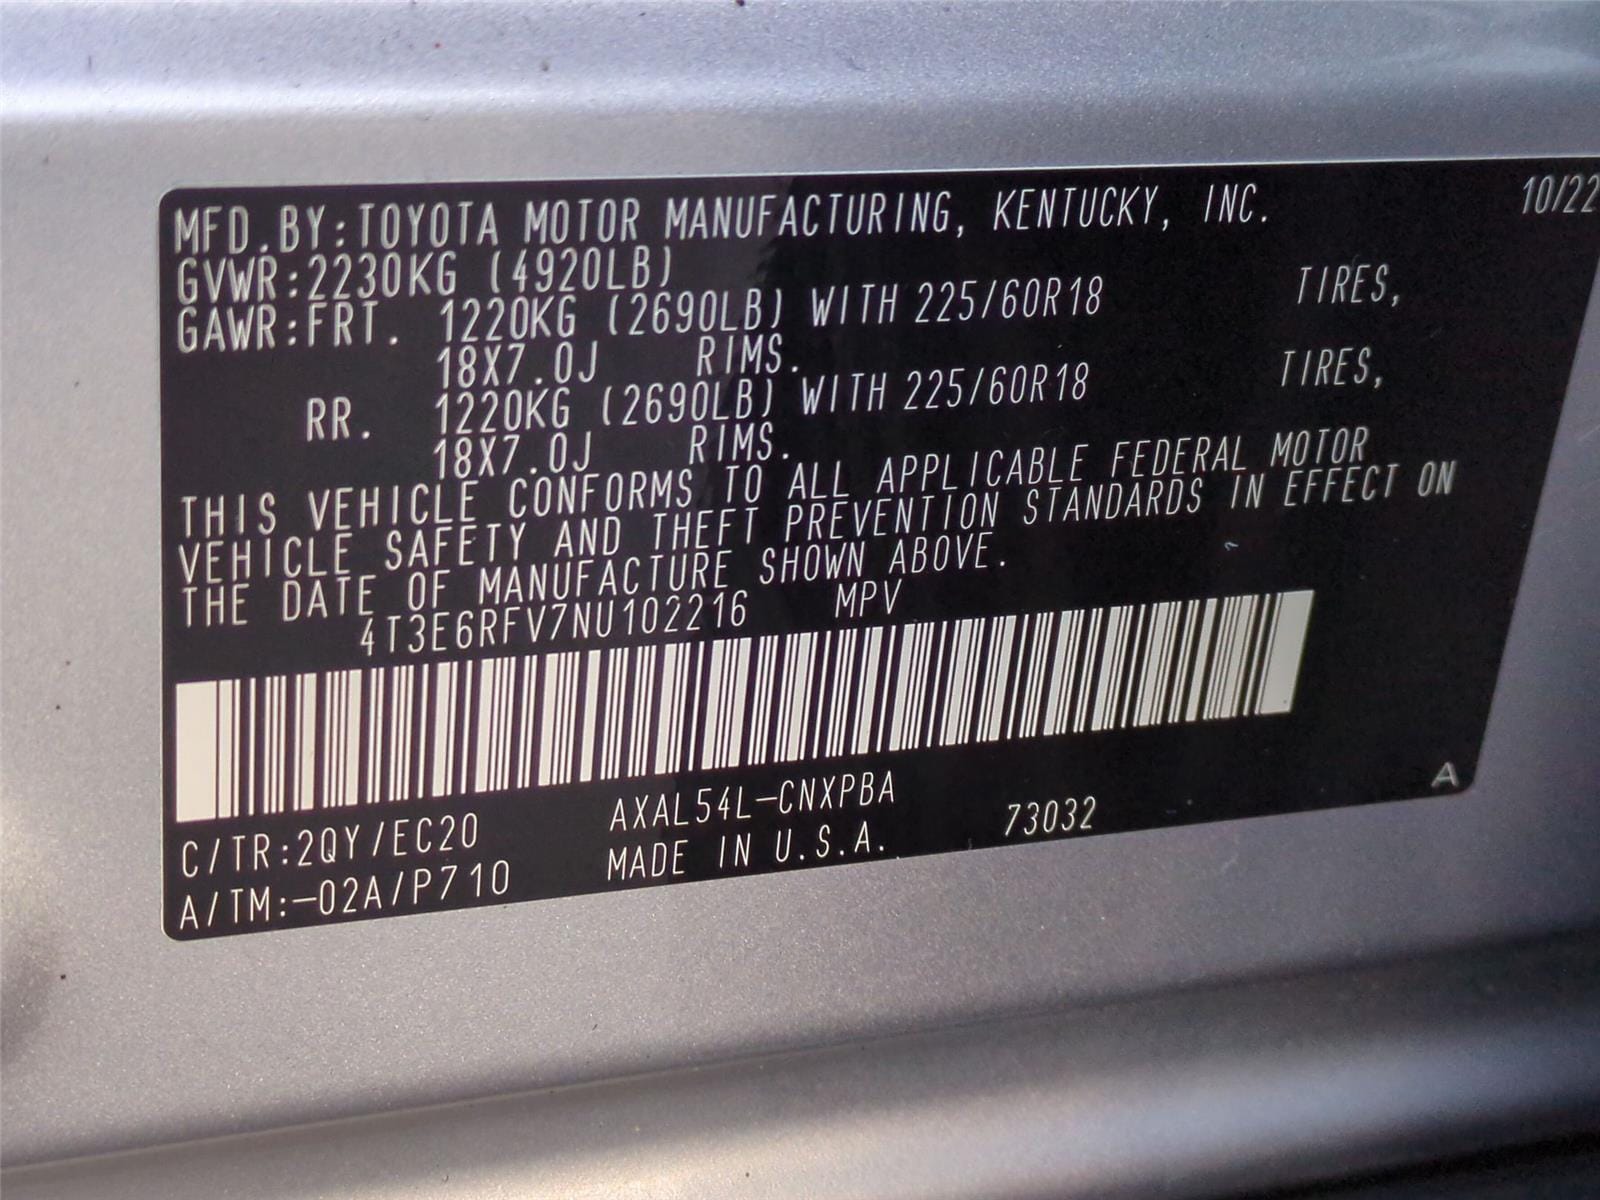 MFD.BY:TOYOTA MOTOR MANUFACTURING, KENTUCKY, INC. 10/22
GVWR:2230KG (4920LB)
GAWR:FRT. 1220KG (2690LB) WITH 225/60R18 TIRES,
18X7.0J RIMS.
RR. 1220KG (2690LB) WITH 225/60R18 TIRES,
18X7.0J RIMS.
THIS VEHICLE CONFORMS TO ALL APPLICABLE FEDERAL MOTOR
VEHICLE SAFETY AND THEFT PREVENTION STANDARDS IN EFFECT ON
THE DATE OF MANUFACTURE SHOWN ABOVE.
4T3E6RFV7NU102216 MPV
C/TR:2QY/EC20 AXAL54L-CNXPBA A
A/TM:-02A/P710 MADE IN U.S.A. 73032